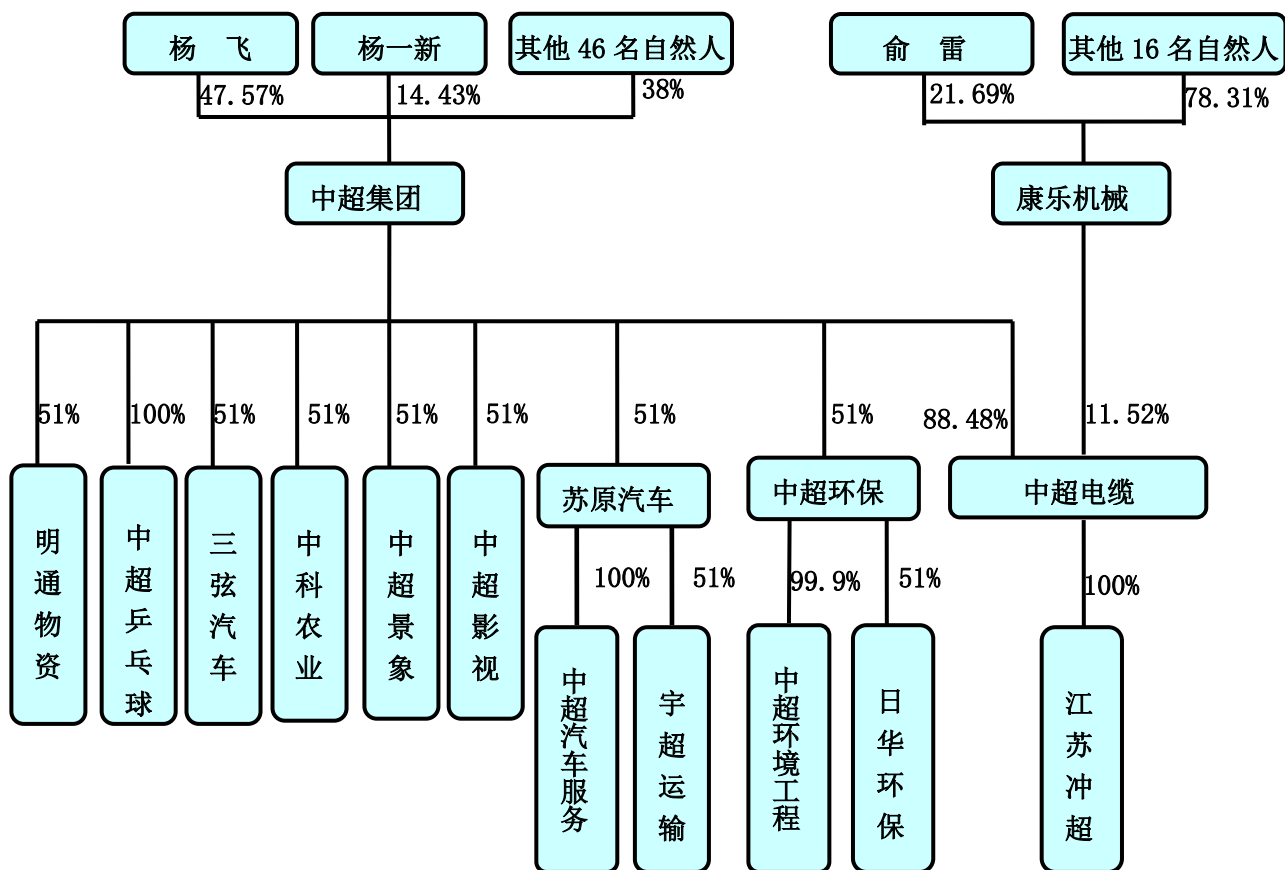 杨　飞
杨一新
其他 46 名自然人
俞　雷
其他 16 名自然人
47.57%
14.43%
38%
21.69%
78.31%
中超集团
康乐机械
51%
100%
51%
51%
51%
51%
51%
51%
88.48%
11.52%
明通物资
中超乒乓球
三弦汽车
中科农业
中超景象
中超影视
苏原汽车
中超环保
中超电缆
100%
51%
99.9%
51%
100%
中超汽车服务
宇超运输
中超环境工程
日华环保
江苏冲超